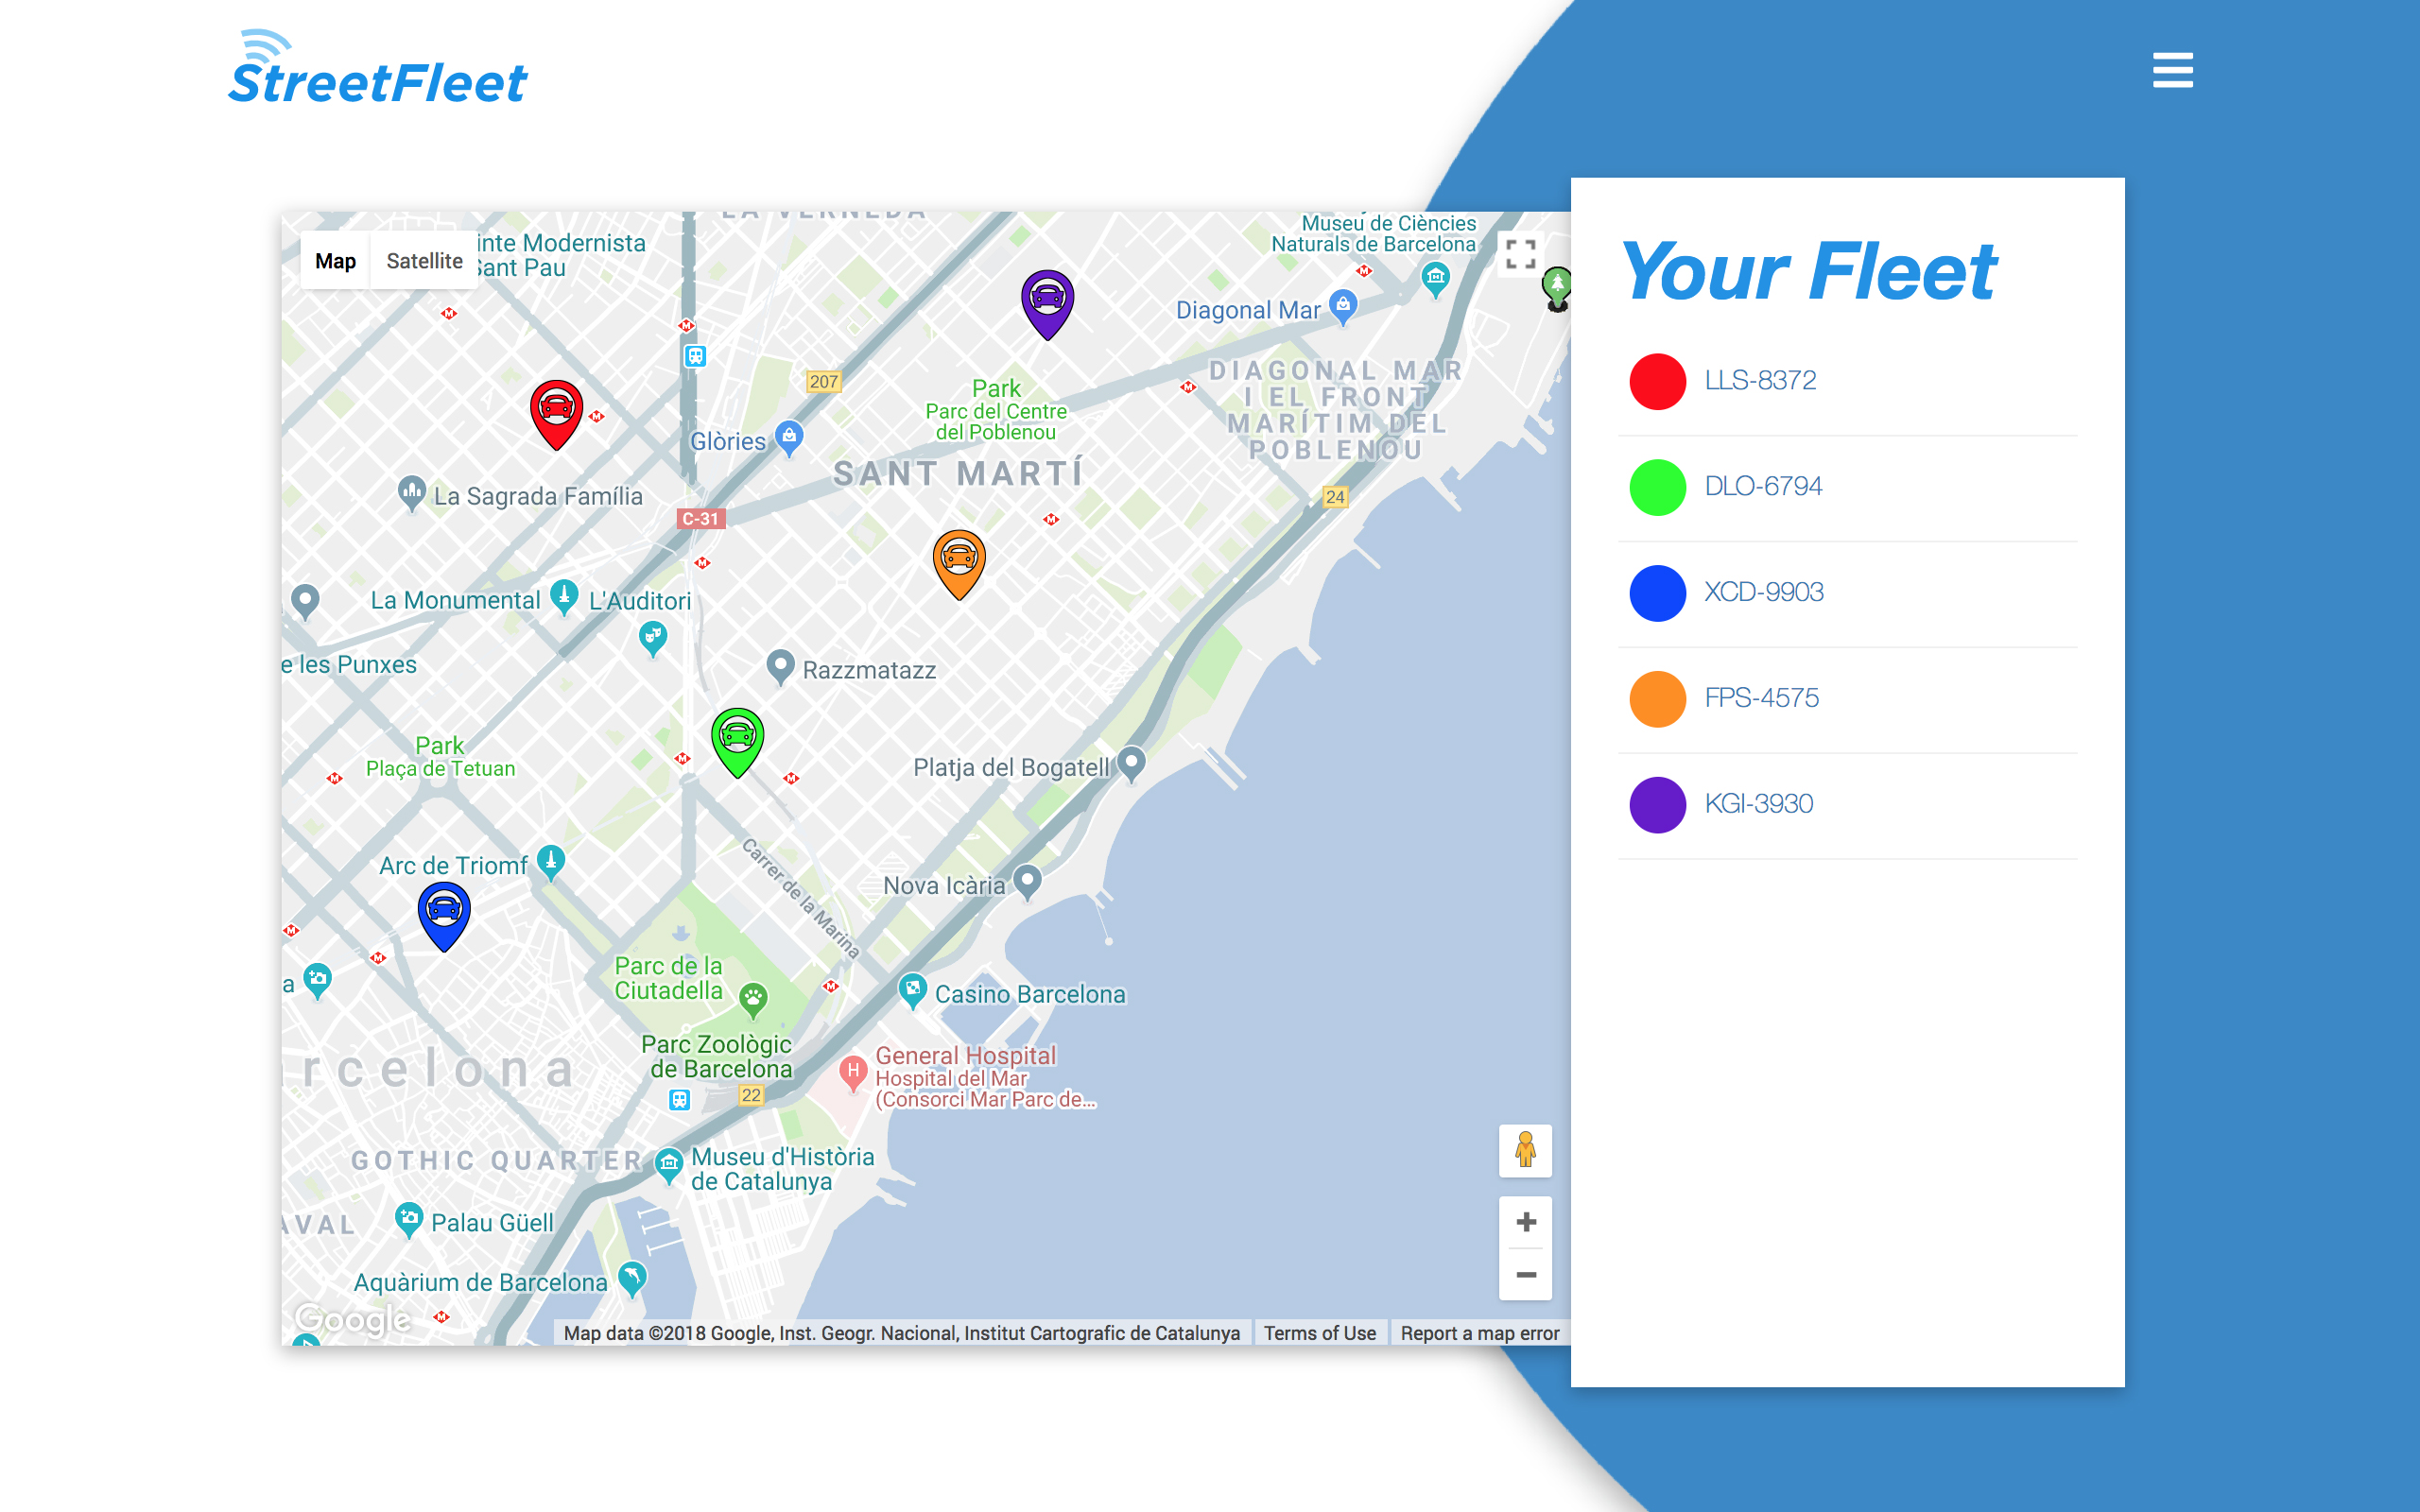 StreetFleet
LA VERNEDA
Museu de Ciències
Naturals de Barcelona
Map
Satellite
inte Modernista
Sant Pau
Diagonal Mar
207
Park
Parc del Centre
del Poblenou
DIAGONAL MAR
I EL FRONT
MARÍTIM DEL
POBLENOU
Glòries
SANT MARTÍ
La Sagrada Família
24
C-31
La Monumental
L'Auditori
e les Punxes
Razzmatazz
Park
Plaça de Tetuan
Platja del Bogatell
Arc de Triomf
Carrer de la Marina
Nova Icària
Parc de la
Ciutadella
a
Casino Barcelona
Parc Zoològic
de Barcelona
General Hospital
Hospital del Mar
(Consorci Mar Parc de...
rcelona
22
GOTHIC QUARTER
Museu d'Història
de Catalunya
AVAL
Palau Güell
Aquàrium de Barcelona
Google
Map data ©2018 Google, Inst. Geogr. Nacional, Institut Cartografic de Catalunya
Terms of Use
Report a map error
Your Fleet
LLS-8372
DLO-6794
XCD-9903
FPS-4575
KGI-3930